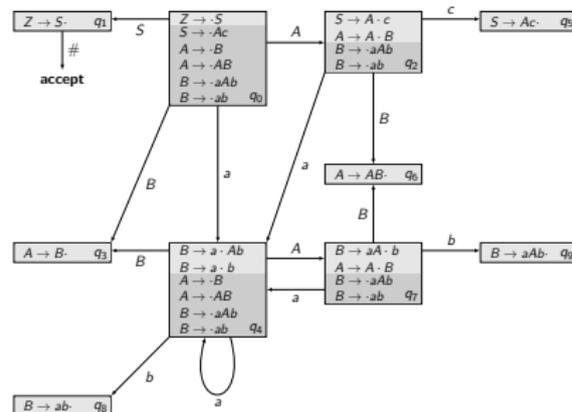 Z → S· q₁
S
#
accept
Z → ·S
S → ·Ac
A → ·B
A → ·AB
B → ·aAb
B → ·ab q₀
A
S → A · c
A → A · B
B → ·aAb
B → ·ab q₂
c
S → Ac· q₅
B
a
a
B
A → AB· q₆
B
A → B· q₃
B
B → a · Ab
B → a · b
A → ·B
A → ·AB
B → ·aAb
B → ·ab q₄
A
a
B → aA · b
A → A · B
B → ·aAb
B → ·ab q₇
b
B → aAb· q₉
b
a
B → ab· q₈